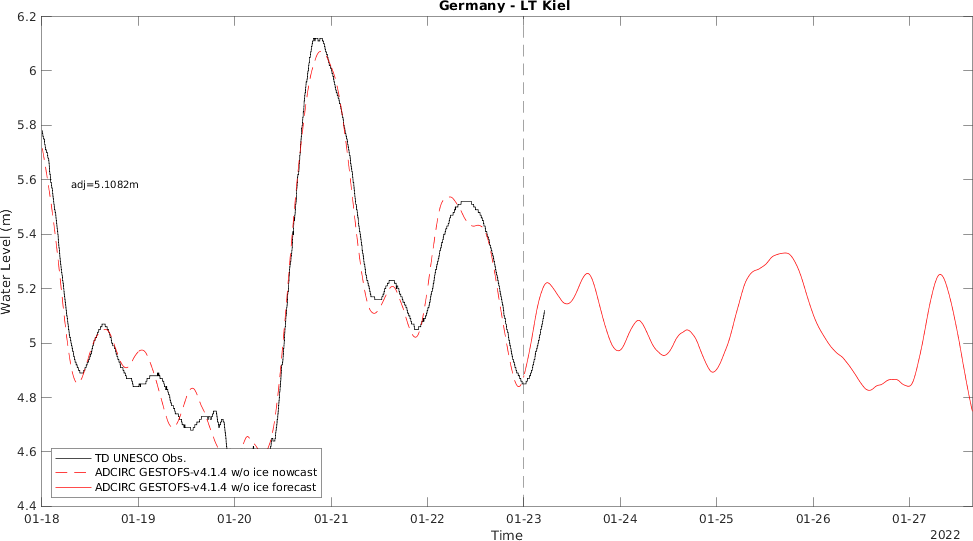 Germany - LT Kiel
6.2
6
5.8
5.6
5.4
5.2
5
4.8
4.6
4.4
Water Level (m)
adj=5.1082m
TD UNESCO Obs.
ADCIRC GESTOFS-v4.1.4 w/o ice nowcast
ADCIRC GESTOFS-v4.1.4 w/o ice forecast
01-18 01-19 01-20 01-21 01-22 01-23 01-24 01-25 01-26 01-27
Time
2022